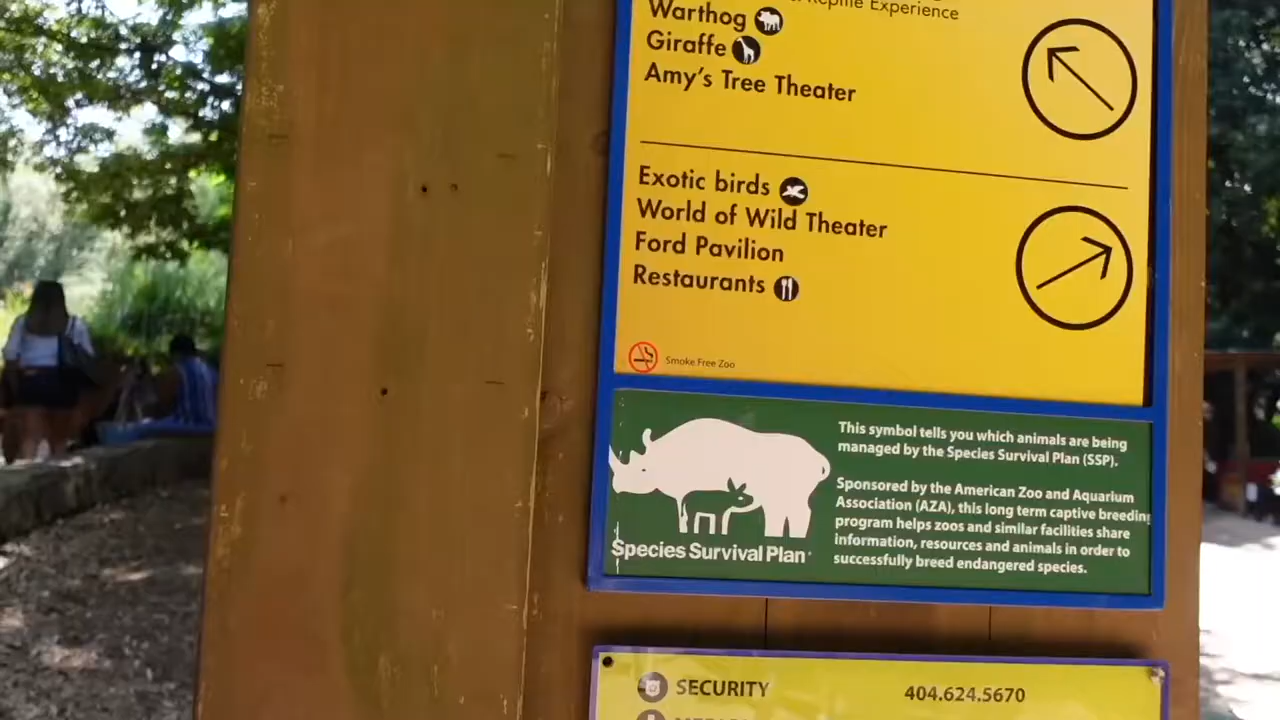 Reptile Experience
Warthog
Giraffe
Amy's Tree Theater
Exotic birds
World of Wild Theater
Ford Pavilion
Restaurants
Smoke Free Zoo
This symbol tells you which animals are being
managed by the Species Survival Plan (SSP).
Sponsored by the American Zoo and Aquarium
Association (AZA), this long term captive breeding
program helps zoos and similar facilities share
information, resources and animals in order to
successfully breed endangered species.
Species Survival Plan
SECURITY 404.624.5670